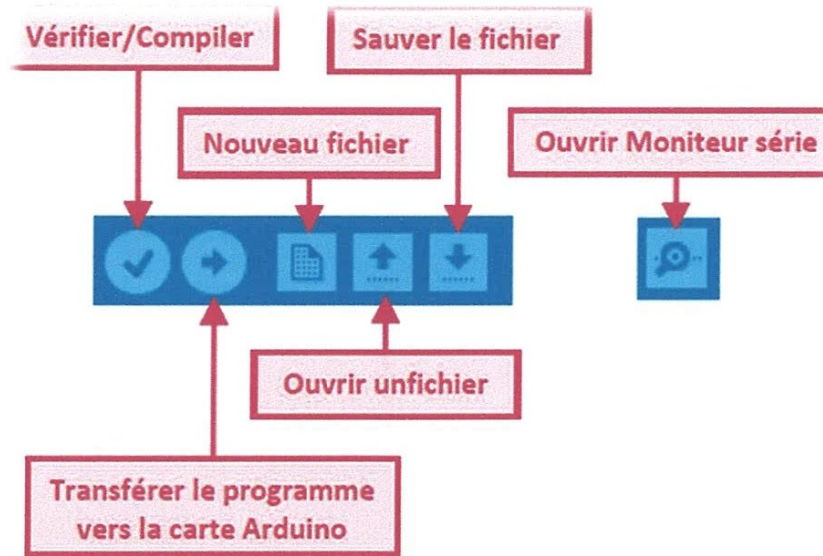 Vérifier/Compiler
Sauver le fichier
Nouveau fichier
Ouvrir Moniteur série
Ouvrir unfichier
Transférer le programme
vers la carte Arduino